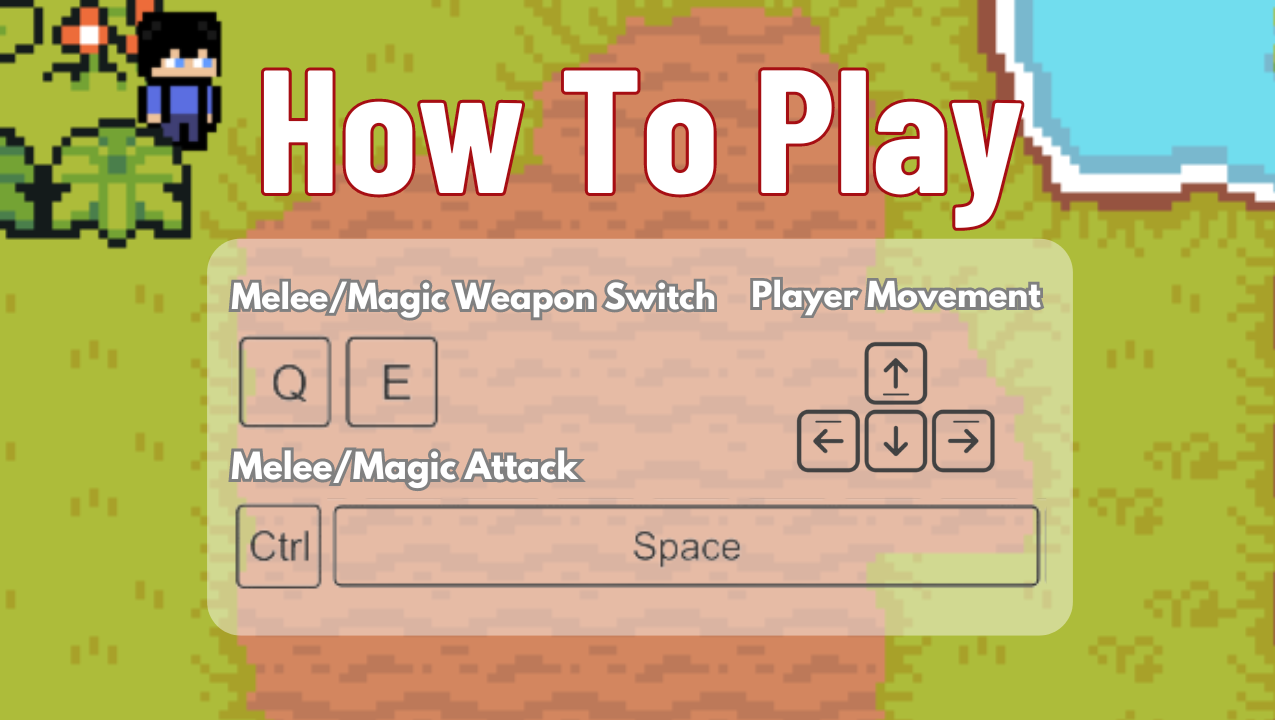 How To Play
Melee/Magic Weapon Switch
Player Movement
Q E
↑
← ↓ →
Melee/Magic Attack
Ctrl Space